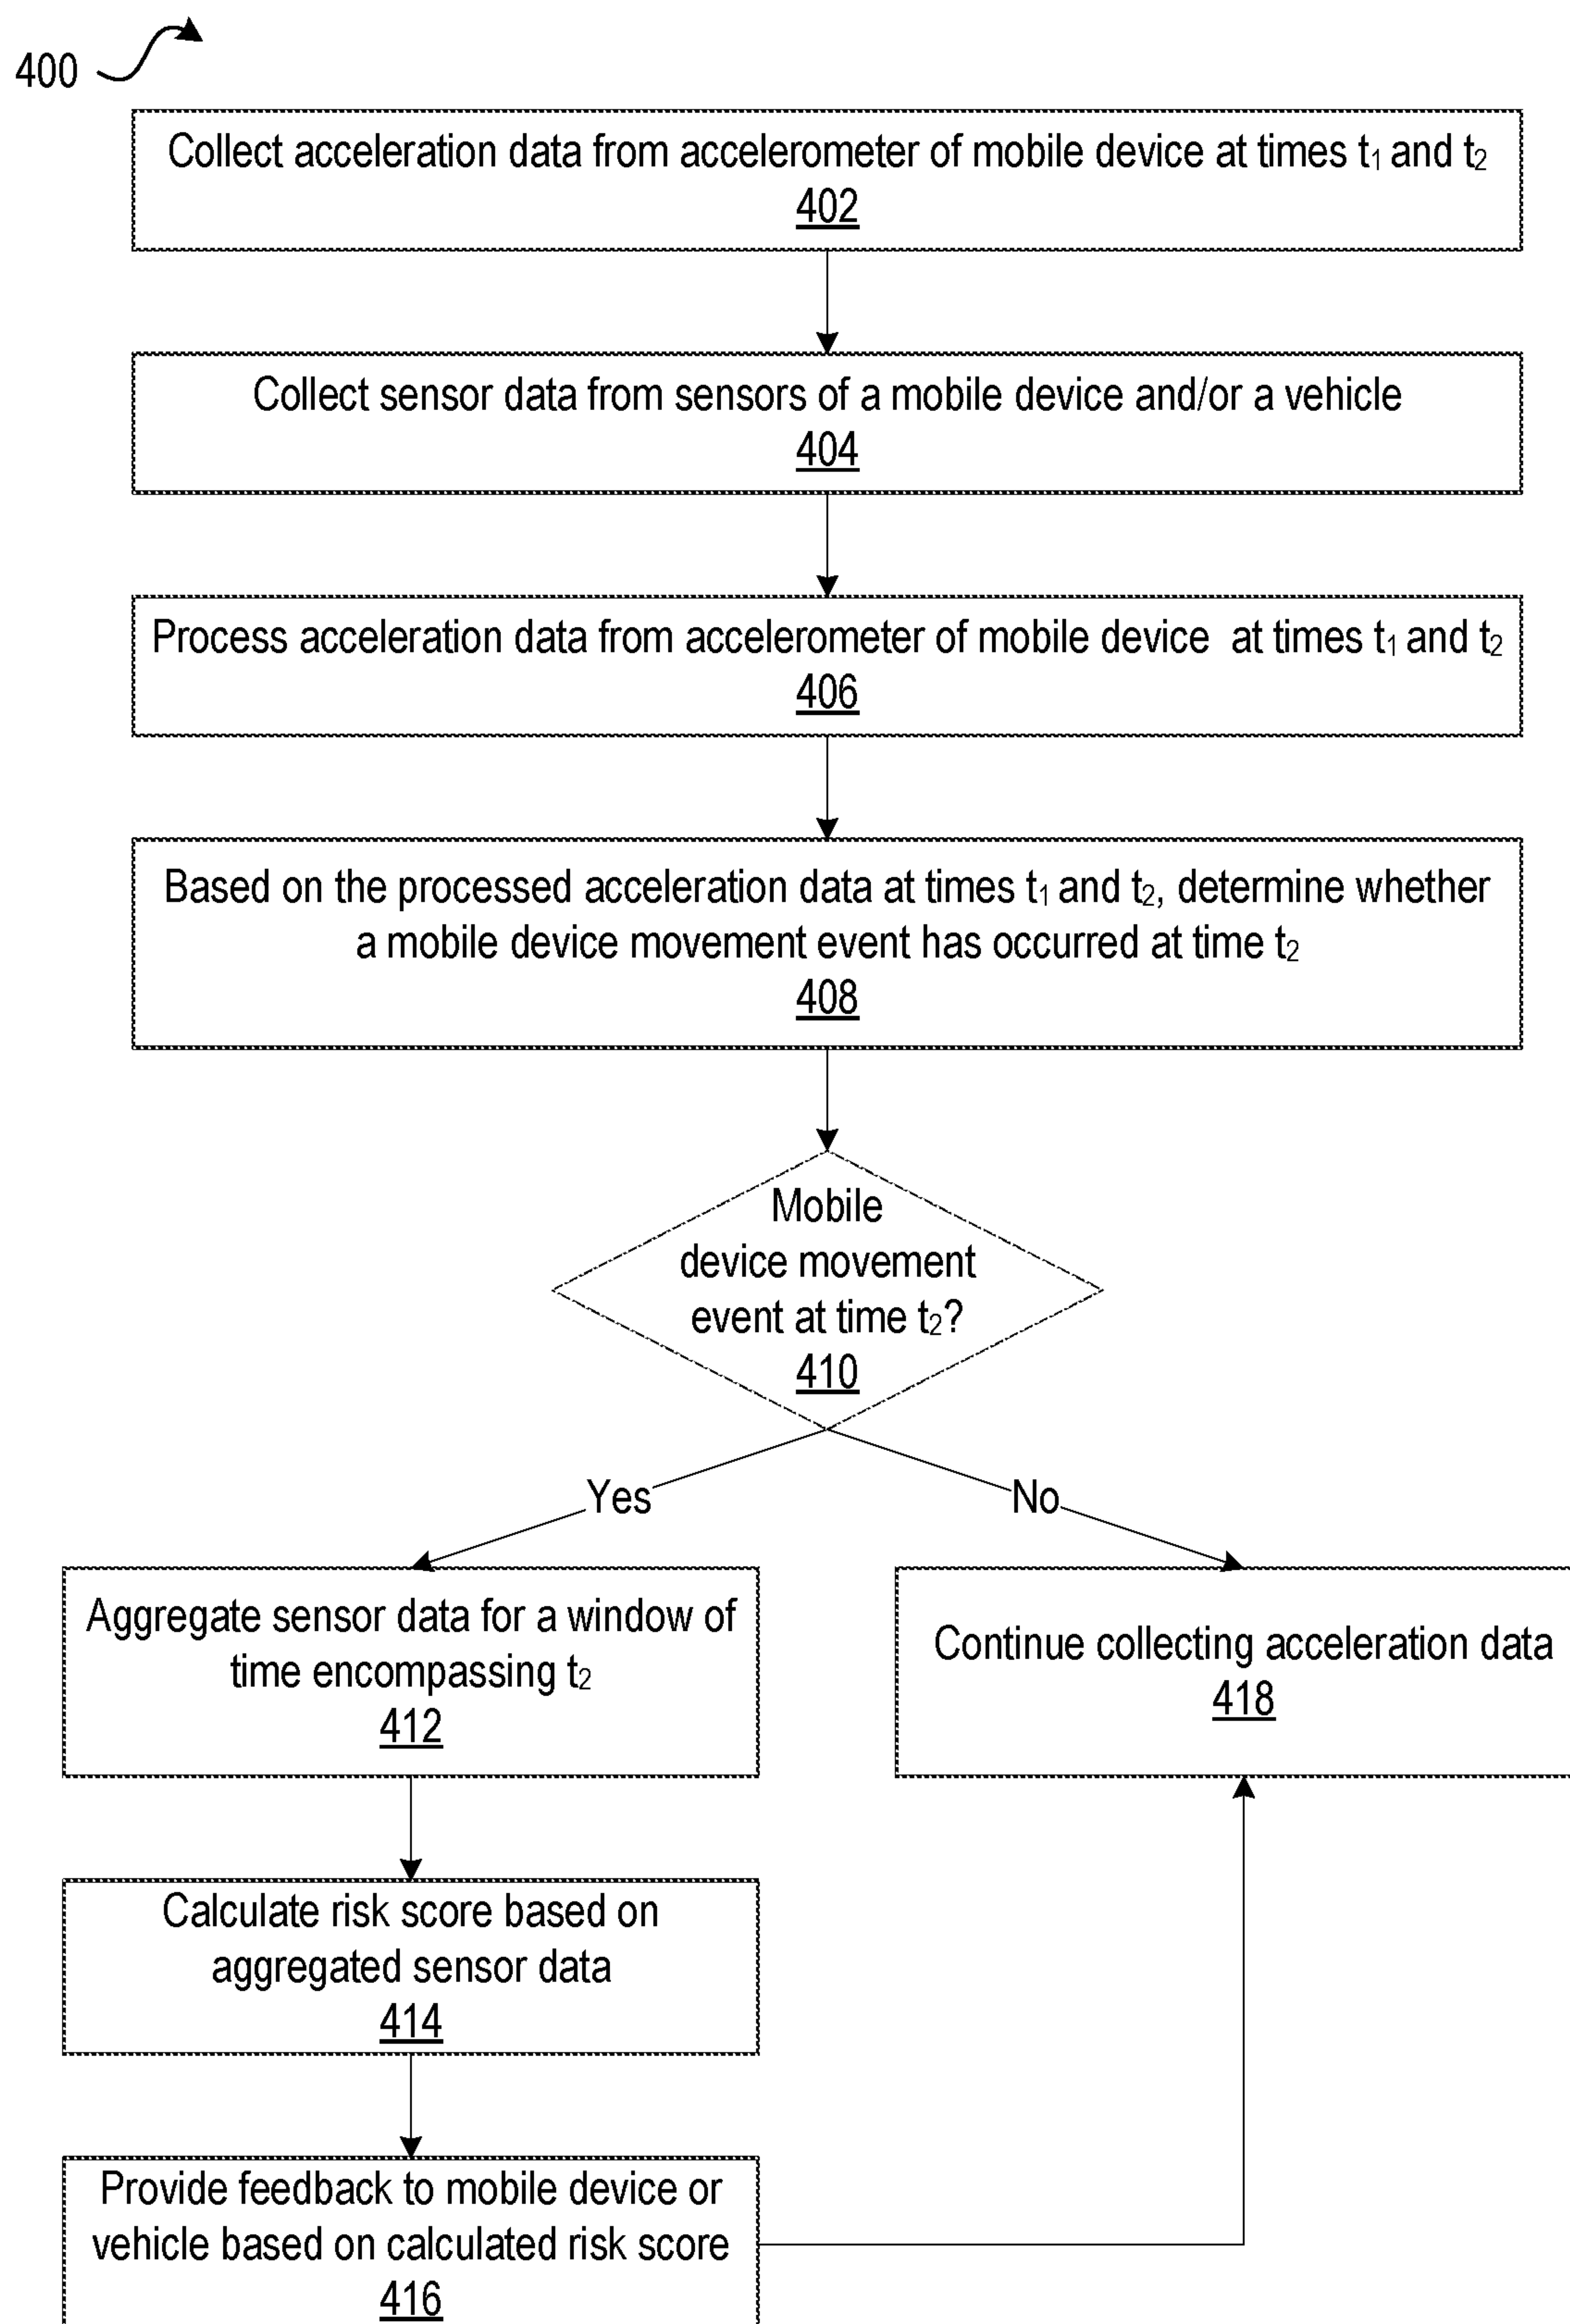 400
Collect acceleration data from accelerometer of mobile device at times t₁ and t₂
402
Collect sensor data from sensors of a mobile device and/or a vehicle
404
Process acceleration data from accelerometer of mobile device at times t₁ and t₂
406
Based on the processed acceleration data at times t₁ and t₂, determine whether
a mobile device movement event has occurred at time t₂
408
Mobile
device movement
event at time t₂?
410
Yes
No
Aggregate sensor data for a window of
time encompassing t₂
412
Continue collecting acceleration data
418
Calculate risk score based on
aggregated sensor data
414
Provide feedback to mobile device or
vehicle based on calculated risk score
416